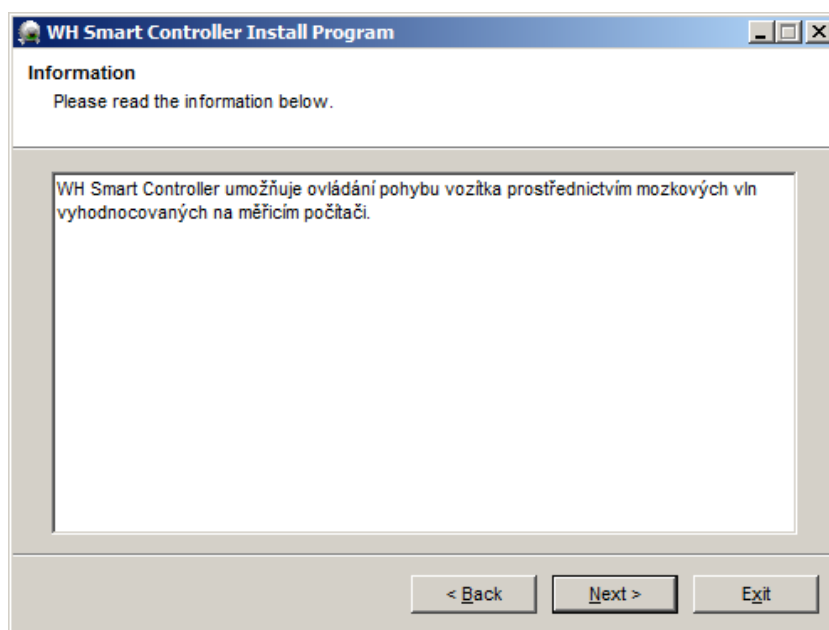 WH Smart Controller Install Program
Information
Please read the information below.
WH Smart Controller umožňuje ovládání pohybu vozítka prostřednictvím mozkových vln
vyhodnocovaných na měřicím počítači.
< Back
Next >
Exit